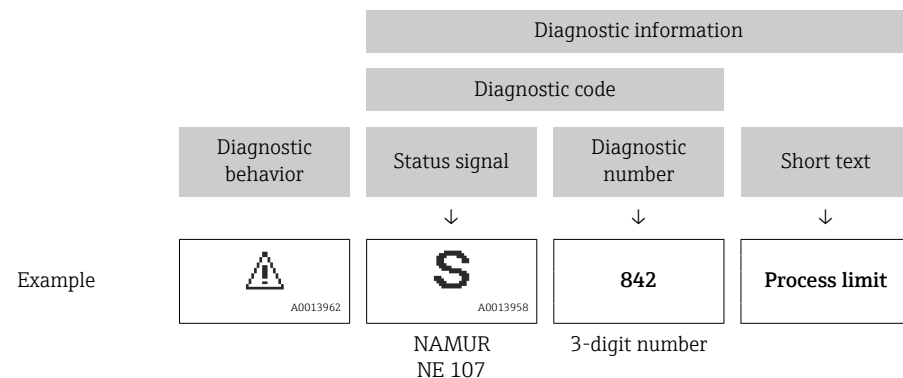 Diagnostic information
Diagnostic code
Diagnostic
behavior
Status signal
Diagnostic
number
Short text
Example
A0013962
S
A0013958
842
Process limit
NAMUR
NE 107
3-digit number